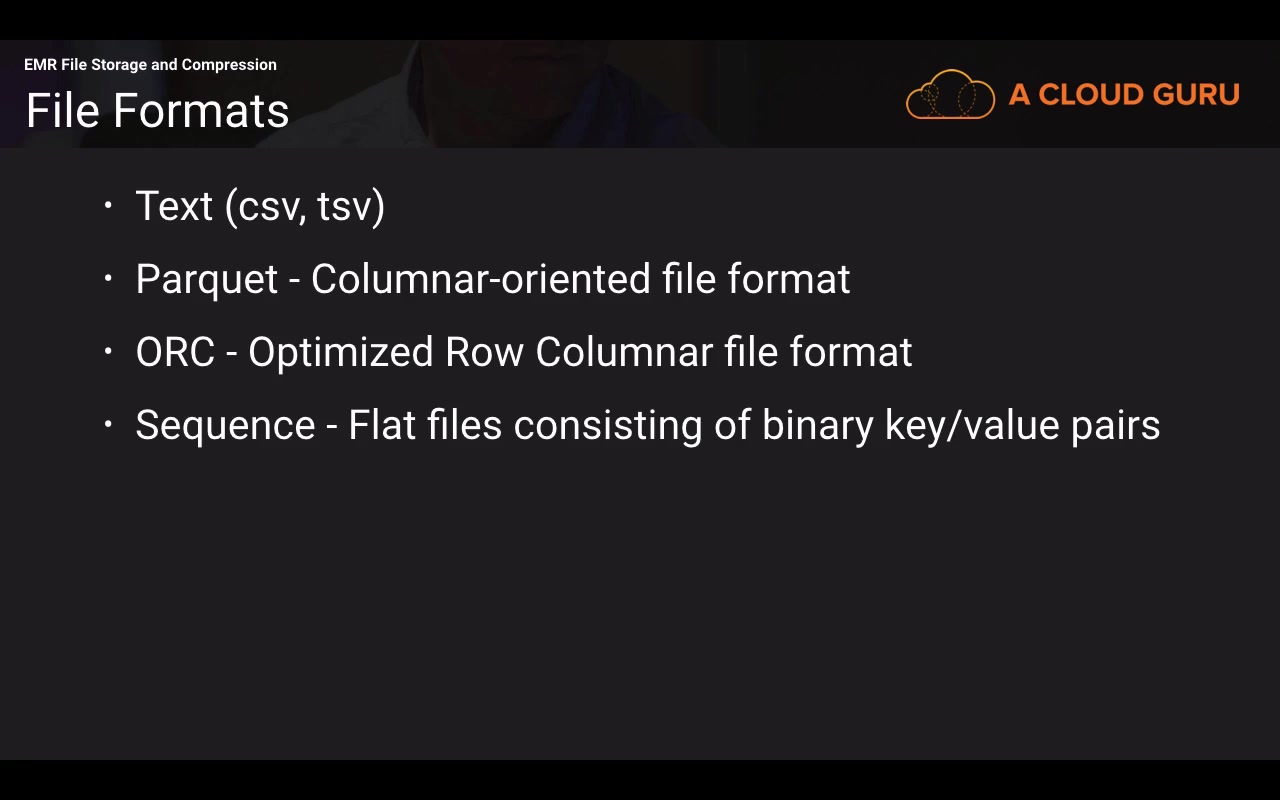 EMR File Storage and Compression
File Formats
A CLOUD GURU
• Text (csv, tsv)
• Parquet - Columnar-oriented file format
• ORC - Optimized Row Columnar file format
• Sequence - Flat files consisting of binary key/value pairs